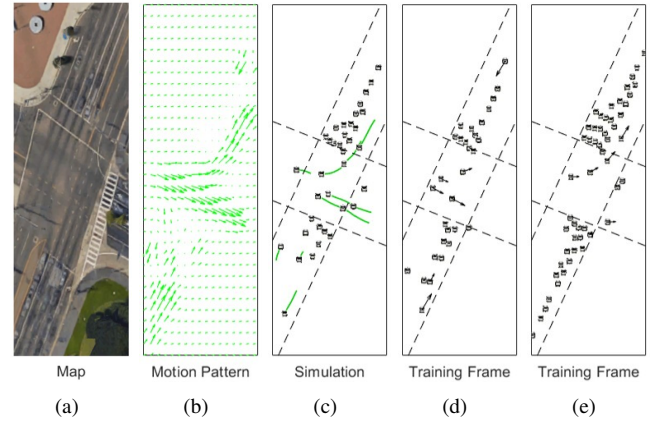 Map
Motion Pattern
Simulation
Training Frame
Training Frame
(a)
(b)
(c)
(d)
(e)